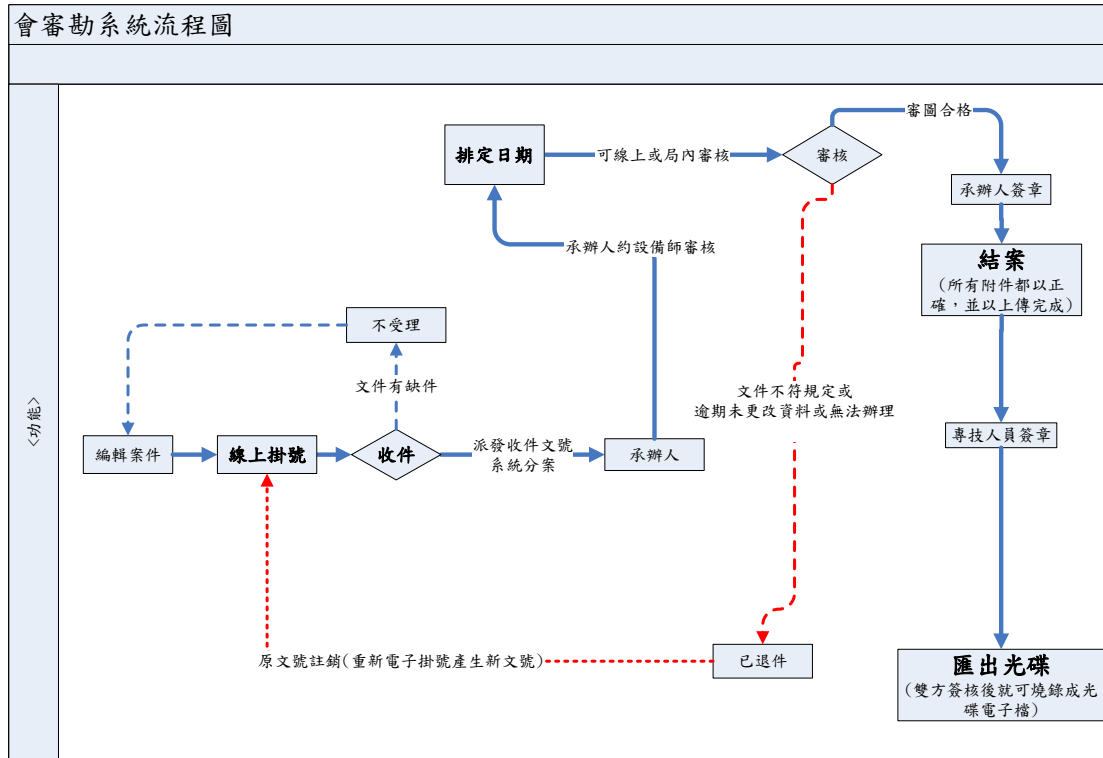 會審勘系統流程圖
<功能>
審圖合格
排定日期
可線上或局內審核
審核
承辦人簽章
承辦人約設備師審核
結案
(所有附件都以正
確，並以上傳完成)
不受理
文件有缺件
文件不符規定或
逾期未更改資料或無法辦理
編輯案件
線上掛號
收件
派發收件文號
系統分案
承辦人
專技人員簽章
原文號註銷(重新電子掛號產生新文號)
已退件
匯出光碟
(雙方簽核後就可燒錄成光
碟電子檔)